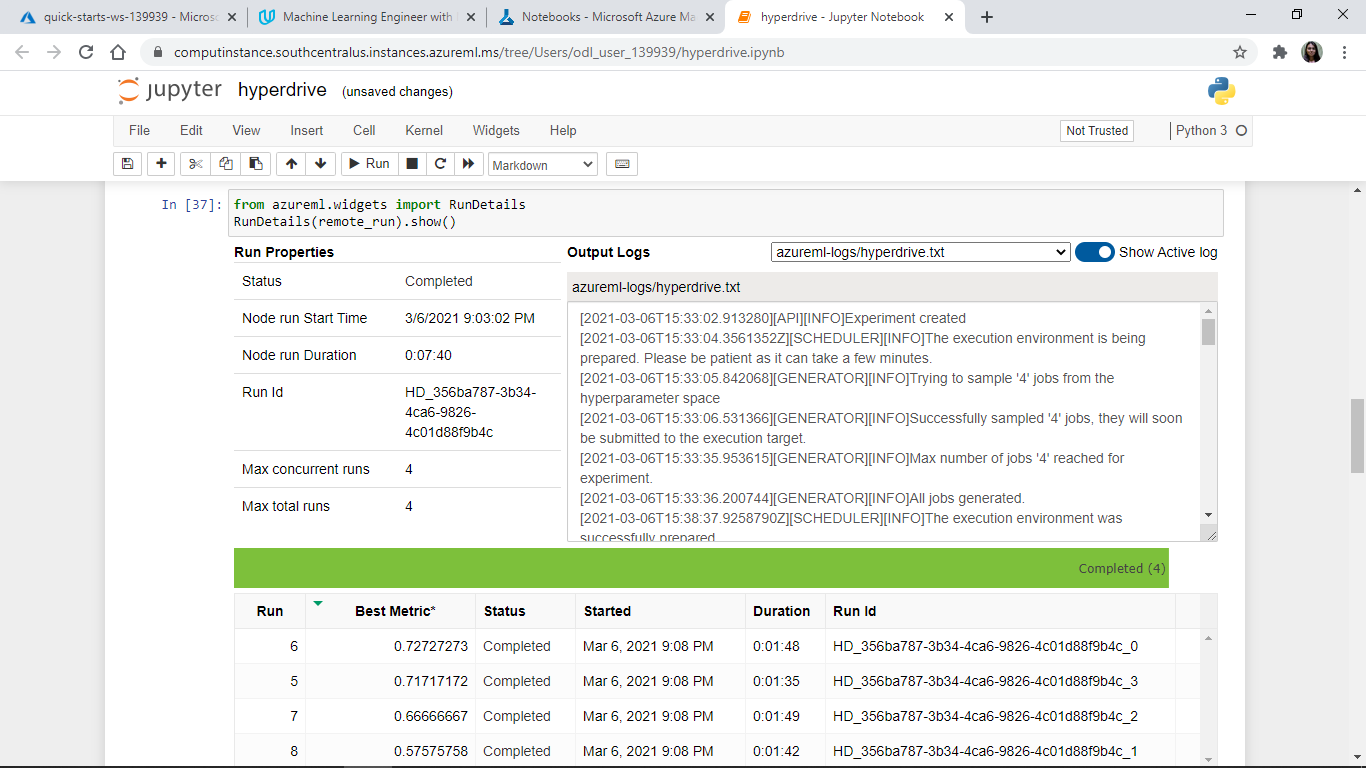 quick-starts-ws-139939 - Micros
Machine Learning Engineer with
Notebooks - Microsoft Azure Ma
hyperdrive - Jupyter Notebook
computinstance.southcentralus.instances.azureml.ms/tree/Users/odl_user_139939/hyperdrive.ipynb
jupyter hyperdrive (unsaved changes)
File Edit View Insert Cell Kernel Widgets Help Not Trusted Python 3
Run Markdown
In [37]: from azureml.widgets import RunDetails
RunDetails(remote_run).show()
Run Properties
Status Completed
Node run Start Time 3/6/2021 9:03:02 PM
Node run Duration 0:07:40
Run Id HD_356ba787-3b34-
4ca6-9826-
4c01d88f9b4c
Max concurrent runs 4
Max total runs 4
Output Logs azureml-logs/hyperdrive.txt Show Active log
azureml-logs/hyperdrive.txt
[2021-03-06T15:33:02.913280][API][INFO]Experiment created
[2021-03-06T15:33:04.3561352Z][SCHEDULER][INFO]The execution environment is being
prepared. Please be patient as it can take a few minutes.
[2021-03-06T15:33:05.842068][GENERATOR][INFO]Trying to sample '4' jobs from the
hyperparameter space
[2021-03-06T15:33:06.531366][GENERATOR][INFO]Successfully sampled '4' jobs, they will soon
be submitted to the execution target.
[2021-03-06T15:33:35.953615][GENERATOR][INFO]Max number of jobs '4' reached for
experiment.
[2021-03-06T15:33:36.200744][GENERATOR][INFO]All jobs generated.
[2021-03-06T15:38:37.9258790Z][SCHEDULER][INFO]The execution environment was
successfully prepared.
Completed (4)
Run Best Metric* Status Started Duration Run Id
6 0.72727273 Completed Mar 6, 2021 9:08 PM 0:01:48 HD_356ba787-3b34-4ca6-9826-4c01d88f9b4c_0
5 0.71717172 Completed Mar 6, 2021 9:08 PM 0:01:35 HD_356ba787-3b34-4ca6-9826-4c01d88f9b4c_3
7 0.66666667 Completed Mar 6, 2021 9:08 PM 0:01:49 HD_356ba787-3b34-4ca6-9826-4c01d88f9b4c_2
8 0.57575758 Completed Mar 6, 2021 9:08 PM 0:01:42 HD_356ba787-3b34-4ca6-9826-4c01d88f9b4c_1